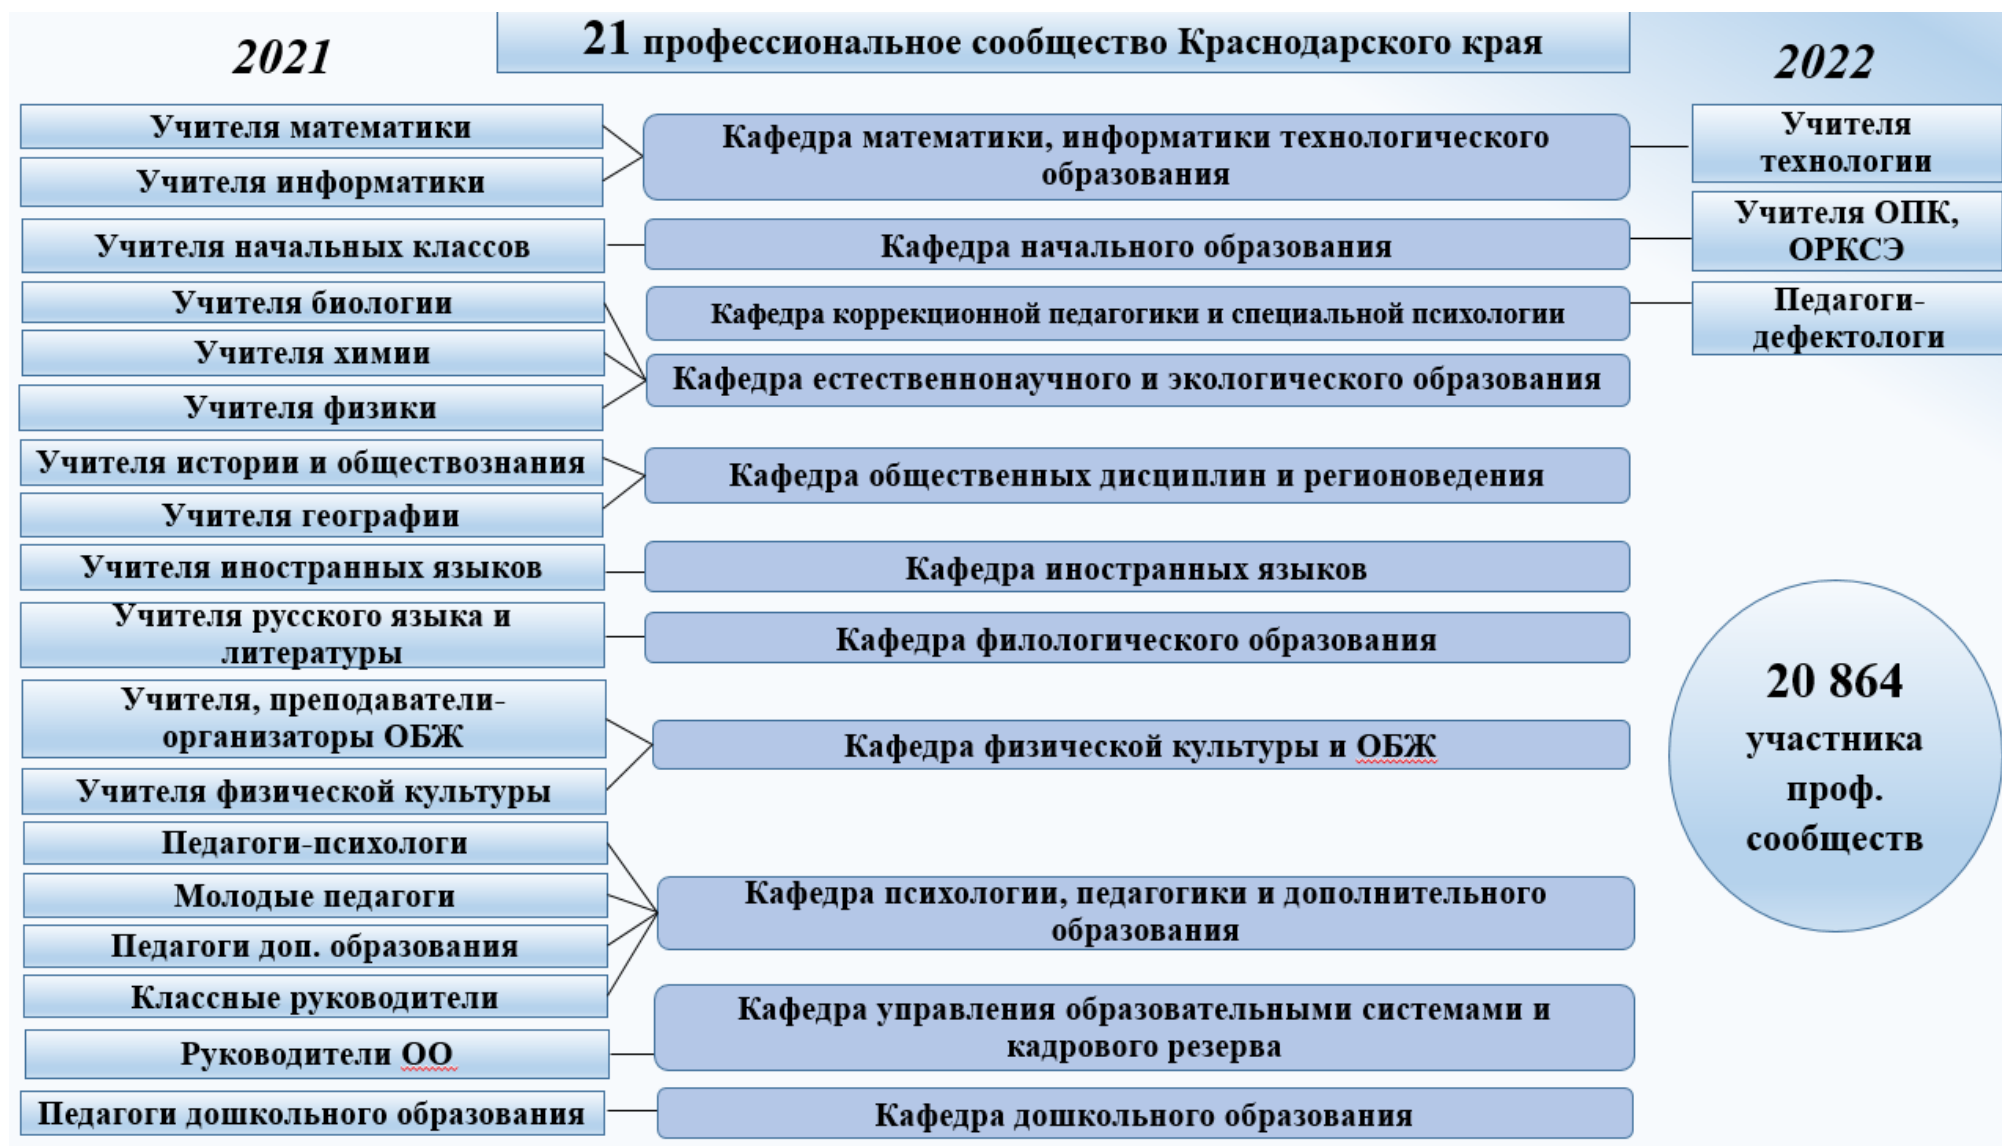 2021
21 профессиональное сообщество Краснодарского края
2022
Учителя математики
Учителя информатики
Учителя начальных классов
Учителя биологии
Учителя химии
Учителя физики
Учителя истории и обществознания
Учителя географии
Учителя иностранных языков
Учителя русского языка и
литературы
Учителя, преподаватели-
организаторы ОБЖ
Учителя физической культуры
Педагоги-психологи
Молодые педагоги
Педагоги доп. образования
Классные руководители
Руководители ОО
Педагоги дошкольного образования
Кафедра математики, информатики технологического
образования
Кафедра начального образования
Кафедра коррекционной педагогики и специальной психологии
Кафедра естественнонаучного и экологического образования
Кафедра общественных дисциплин и регионоведения
Кафедра иностранных языков
Кафедра филологического образования
Кафедра физической культуры и ОБЖ
Кафедра психологии, педагогики и дополнительного
образования
Кафедра управления образовательными системами и
кадрового резерва
Кафедра дошкольного образования
Учителя
технологии
Учителя ОПК,
ОРКСЭ
Педагоги-
дефектологи
20 864
участника
проф.
сообществ